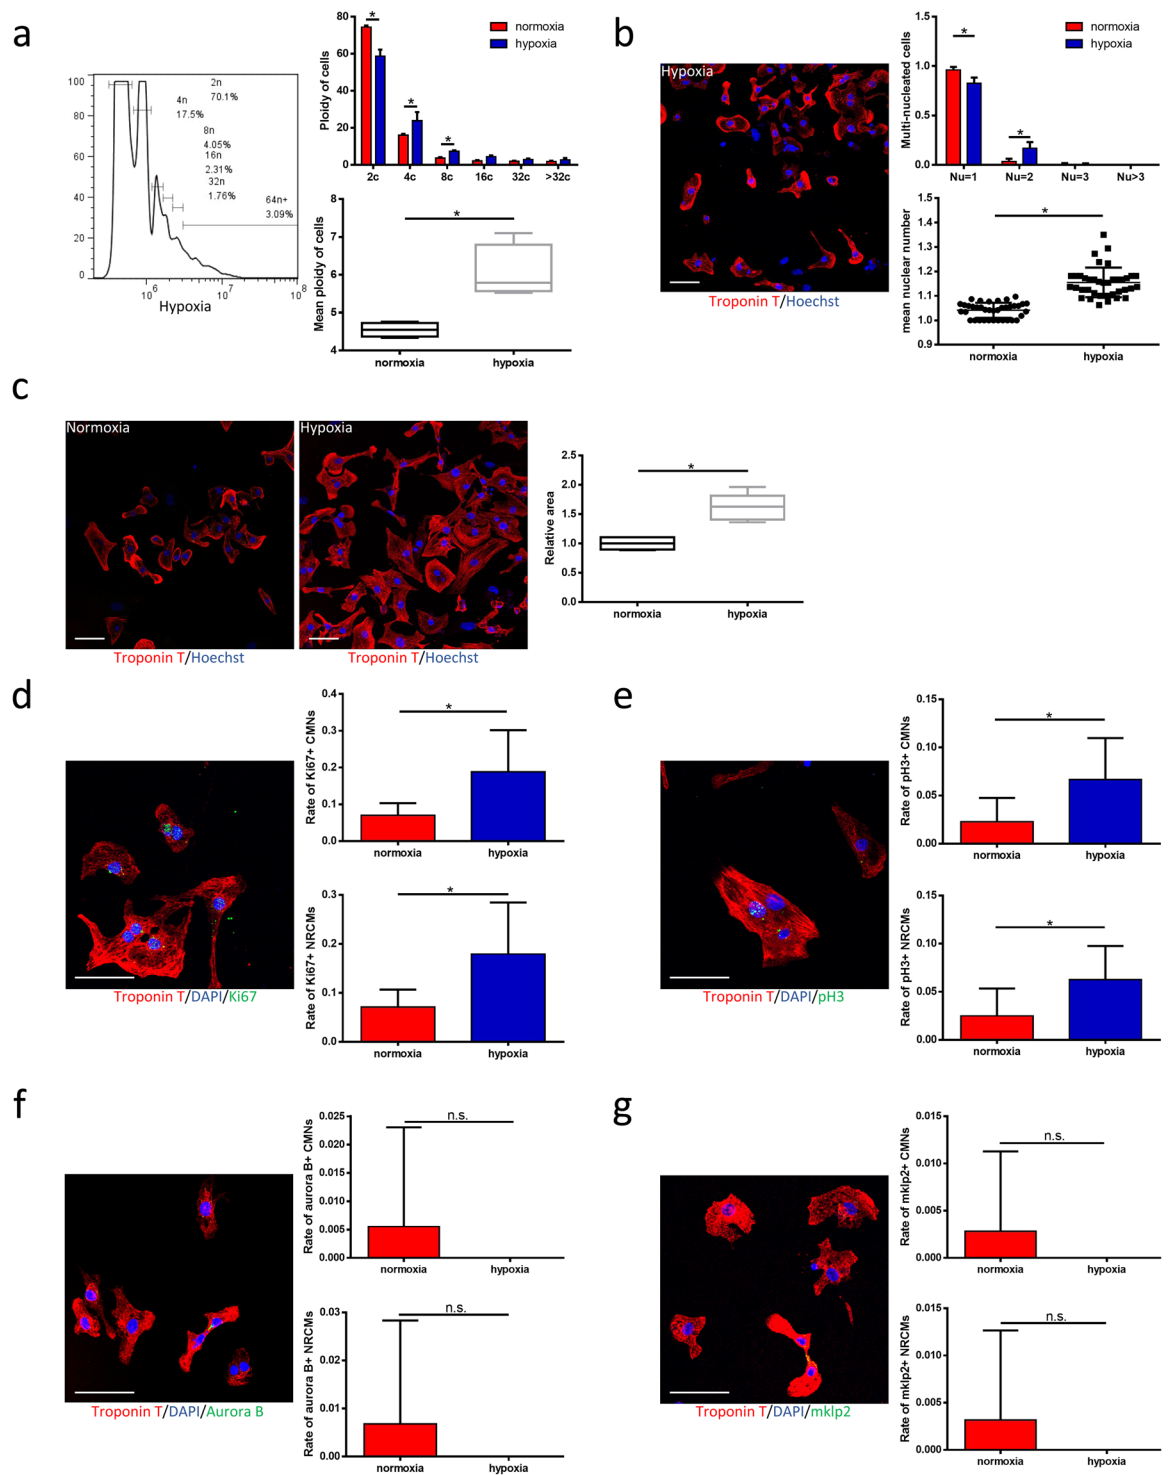 a
100
80
60
40
20
0
2n
70.1%
4n
17.5%
8n
4.05%
16n
2.31%
32n
1.76%
64n+
3.09%
10^6
10^7
10^8
Hypoxia
Ploidy of cells
80
60
40
20
0
*
*
*
normoxia
hypoxia
2c 4c 8c 16c 32c >32c
Mean ploidy of cells
8
7
6
5
4
*
normoxia hypoxia
b
Hypoxia
Troponin T/Hoechst
Multi-nucleated cells
1.5
1.0
0.5
0.0
*
*
normoxia
hypoxia
Nu=1 Nu=2 Nu=3 Nu>3
mean nuclear number
1.5
1.4
1.3
1.2
1.1
1.0
0.9
*
normoxia hypoxia
c
Normoxia
Hypoxia
Troponin T/Hoechst
Troponin T/Hoechst
Relative area
2.5
2.0
1.5
1.0
0.5
0.0
*
normoxia hypoxia
d
Troponin T/DAPI/Ki67
Rate of Ki67+ CMNs
0.4
0.3
0.2
0.1
0.0
*
normoxia hypoxia
Rate of Ki67+ NRCMs
0.3
0.2
0.1
0.0
*
normoxia hypoxia
e
Troponin T/DAPI/pH3
Rate of pH3+ CMNs
0.15
0.10
0.05
0.00
*
normoxia hypoxia
Rate of pH3+ NRCMs
0.15
0.10
0.05
0.00
*
normoxia hypoxia
f
Troponin T/DAPI/Aurora B
Rate of aurora B+ CMNs
0.025
0.020
0.015
0.010
0.005
0.000
n.s.
normoxia hypoxia
Rate of aurora B+ NRCMs
0.03
0.02
0.01
0.00
n.s.
normoxia hypoxia
g
Troponin T/DAPI/mklp2
Rate of mklp2+ CMNs
0.015
0.010
0.005
0.000
n.s.
normoxia hypoxia
Rate of mklp2+ NRCMs
0.015
0.010
0.005
0.000
n.s.
normoxia hypoxia